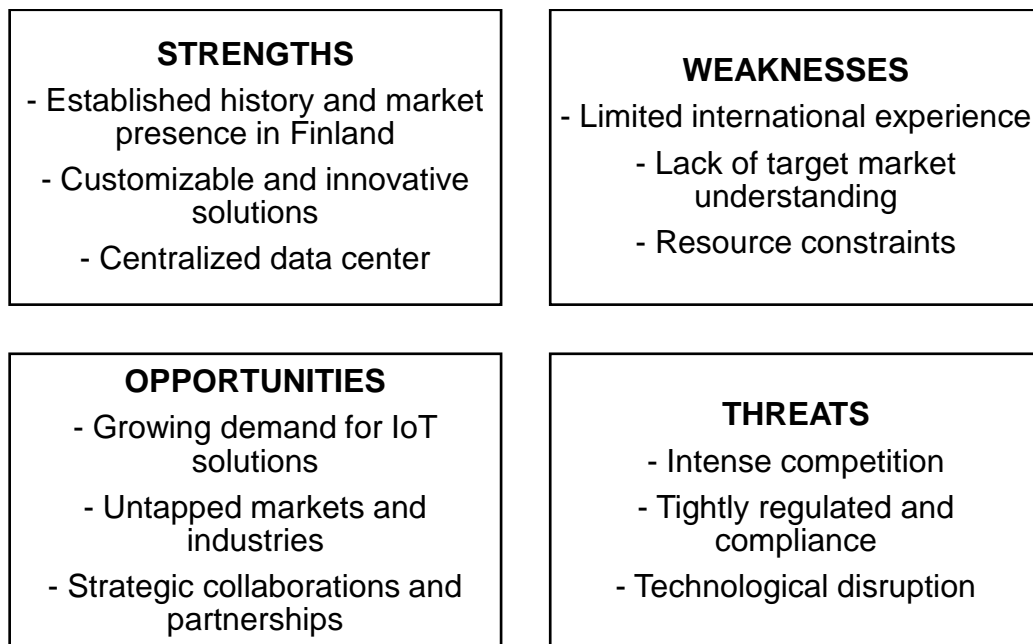 STRENGTHS
- Established history and market
presence in Finland
- Customizable and innovative
solutions
- Centralized data center
WEAKNESSES
- Limited international experience
- Lack of target market
understanding
- Resource constraints
OPPORTUNITIES
- Growing demand for IoT
solutions
- Untapped markets and
industries
- Strategic collaborations and
partnerships
THREATS
- Intense competition
- Tightly regulated and
compliance
- Technological disruption